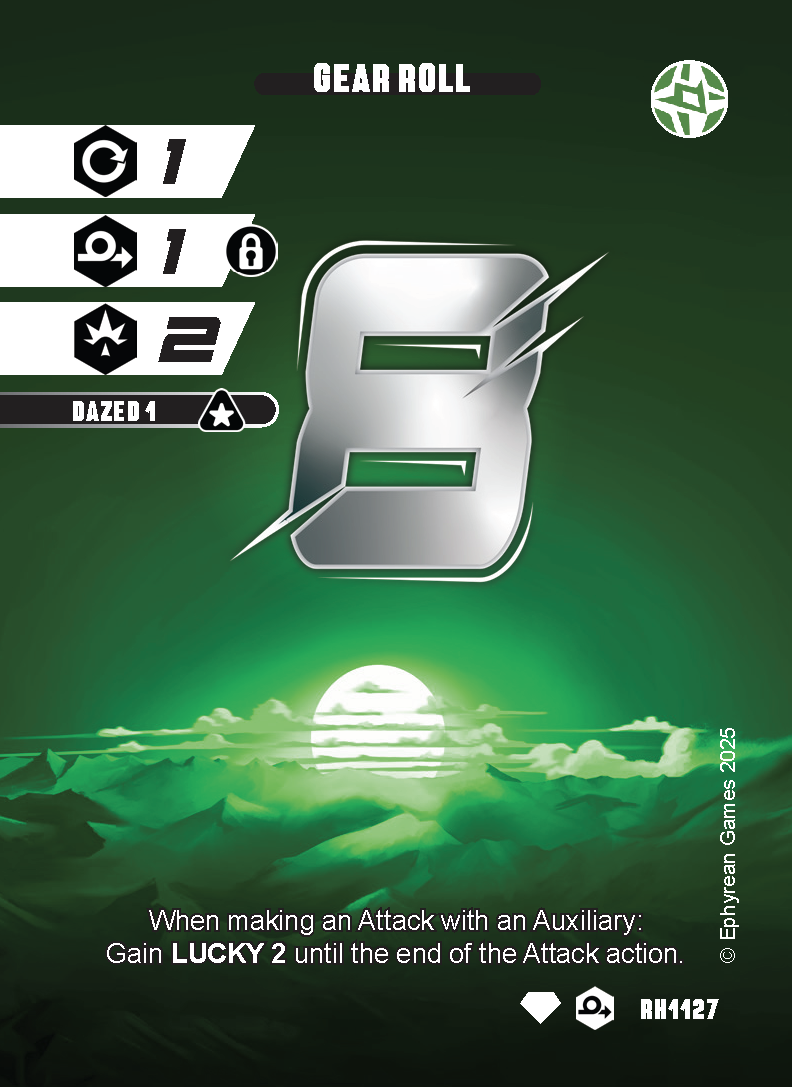 GEAR ROLL
1
1
2
DAZED 1
6
When making an Attack with an Auxiliary:
Gain LUCKY 2 until the end of the Attack action.
© Ephyrean Games 2025
RH1127